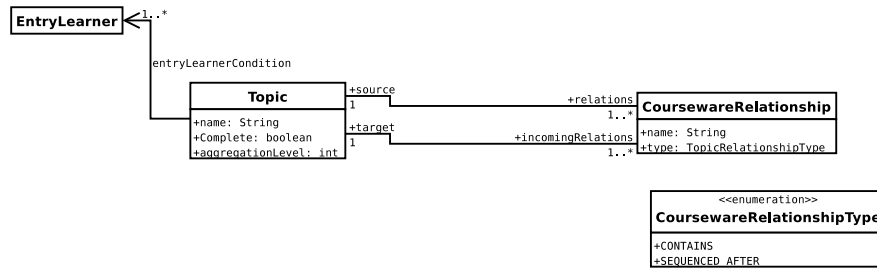 EntryLearner
1..*
entryLearnerCondition
Topic
+name: String
+Complete: boolean
+aggregationLevel: int
+source
1
+target
1
+relations
1..*
+incomingRelations
1..*
CoursewareRelationship
+name: String
+type: TopicRelationshipType
<<enumeration>>
CoursewareRelationshipType
+CONTAINS
+SEQUENCED_AFTER